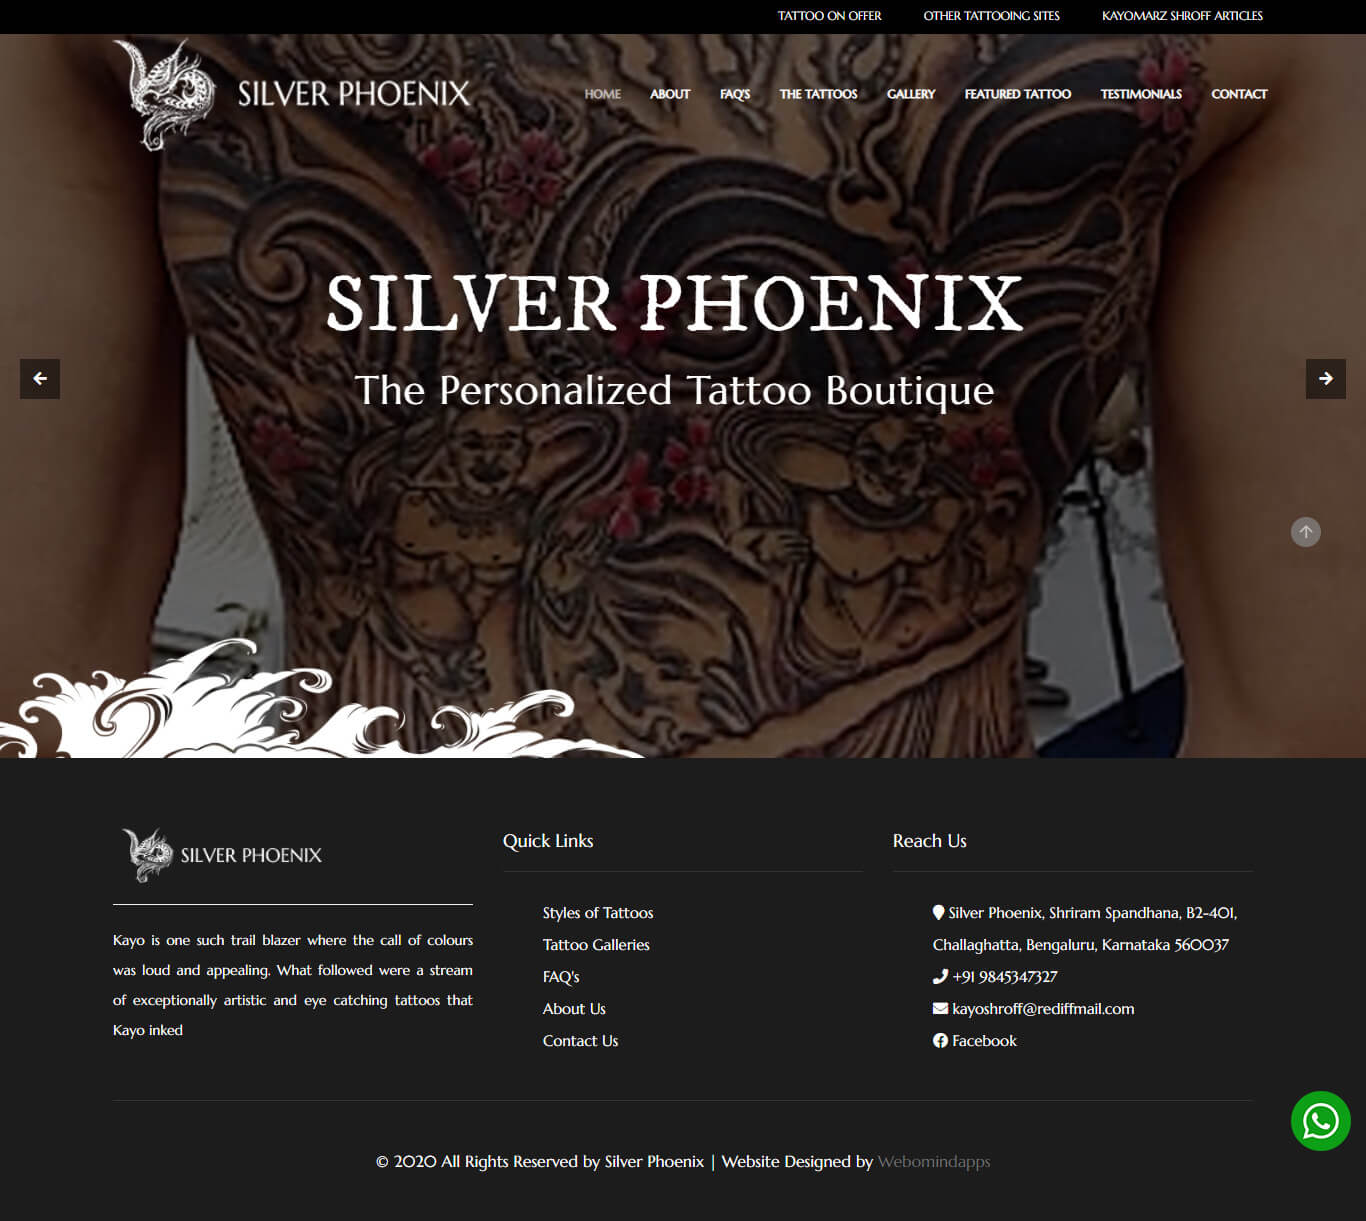 TATTOO ON OFFER OTHER TATTOOING SITES KAYOMARZ SHROFF ARTICLES
SILVER PHOENIX
HOME ABOUT FAQ'S THE TATTOOS GALLERY FEATURED TATTOO TESTIMONIALS CONTACT
SILVER PHOENIX
The Personalized Tattoo Boutique
SILVER PHOENIX
Kayo is one such trail blazer where the call of colours
was loud and appealing. What followed were a stream
of exceptionally artistic and eye catching tattoos that
Kayo inked
Quick Links
Styles of Tattoos
Tattoo Galleries
FAQ's
About Us
Contact Us
Reach Us
Silver Phoenix, Shriram Spandhana, B2-401,
Challaghatta, Bengaluru, Karnataka 560037
+91 9845347327
kayoshroff@rediffmail.com
Facebook
© 2020 All Rights Reserved by Silver Phoenix | Website Designed by Webomindapps